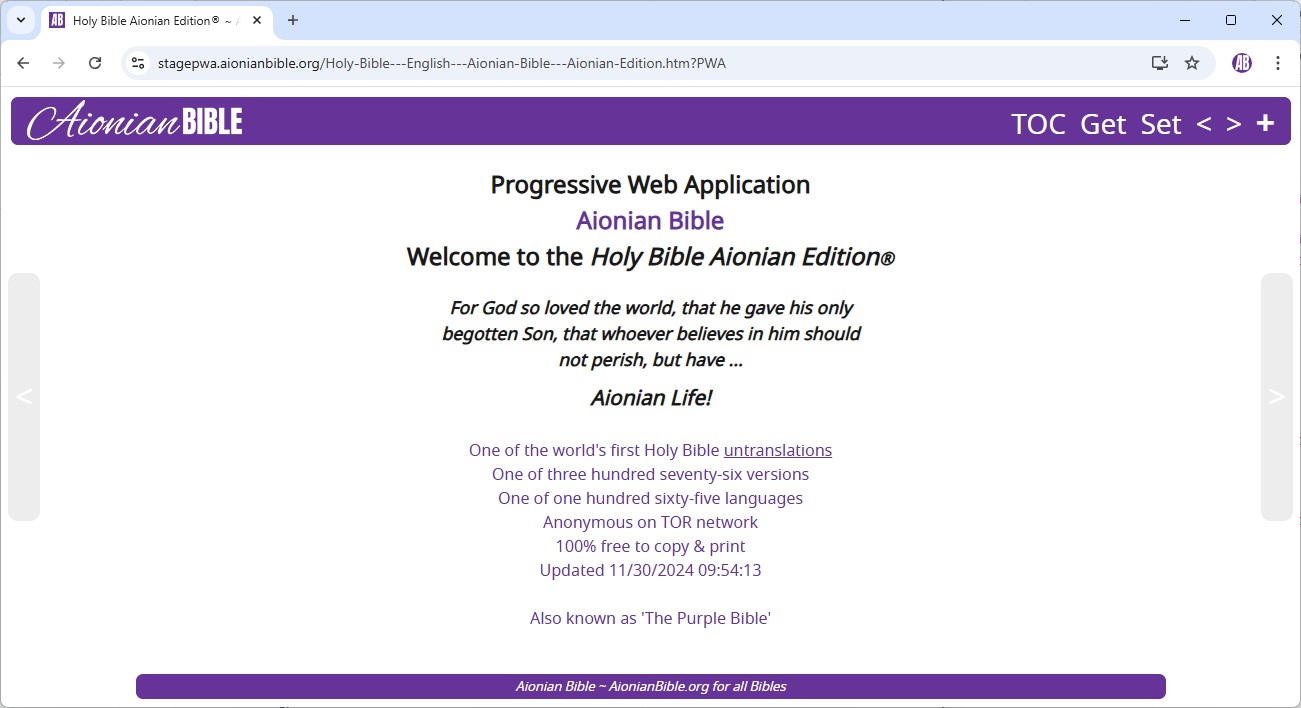 AB Holy Bible Aionian Edition® ~
stagepwa.aionianbible.org/Holy-Bible---English---Aionian-Bible---Aionian-Edition.htm?PWA
AB
Aionian BIBLE
TOC Get Set < > +
Progressive Web Application
Aionian Bible
Welcome to the Holy Bible Aionian Edition®
For God so loved the world, that he gave his only
begotten Son, that whoever believes in him should
not perish, but have ...
Aionian Life!
< >
One of the world's first Holy Bible untranslations
One of three hundred seventy-six versions
One of one hundred sixty-five languages
Anonymous on TOR network
100% free to copy & print
Updated 11/30/2024 09:54:13
Also known as 'The Purple Bible'
Aionian Bible ~ AionianBible.org for all Bibles